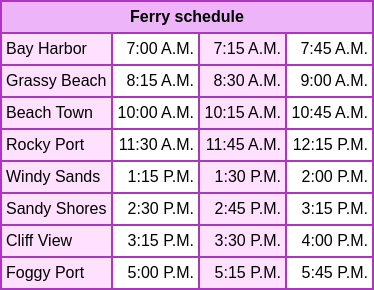 Ferry schedule
Bay Harbor 7:00 A.M. 7:15 A.M. 7:45 A.M.
Grassy Beach 8:15 A.M. 8:30 A.M. 9:00 A.M.
Beach Town 10:00 A.M. 10:15 A.M. 10:45 A.M.
Rocky Port 11:30 A.M. 11:45 A.M. 12:15 P.M.
Windy Sands 1:15 P.M. 1:30 P.M. 2:00 P.M.
Sandy Shores 2:30 P.M. 2:45 P.M. 3:15 P.M.
Cliff View 3:15 P.M. 3:30 P.M. 4:00 P.M.
Foggy Port 5:00 P.M. 5:15 P.M. 5:45 P.M.